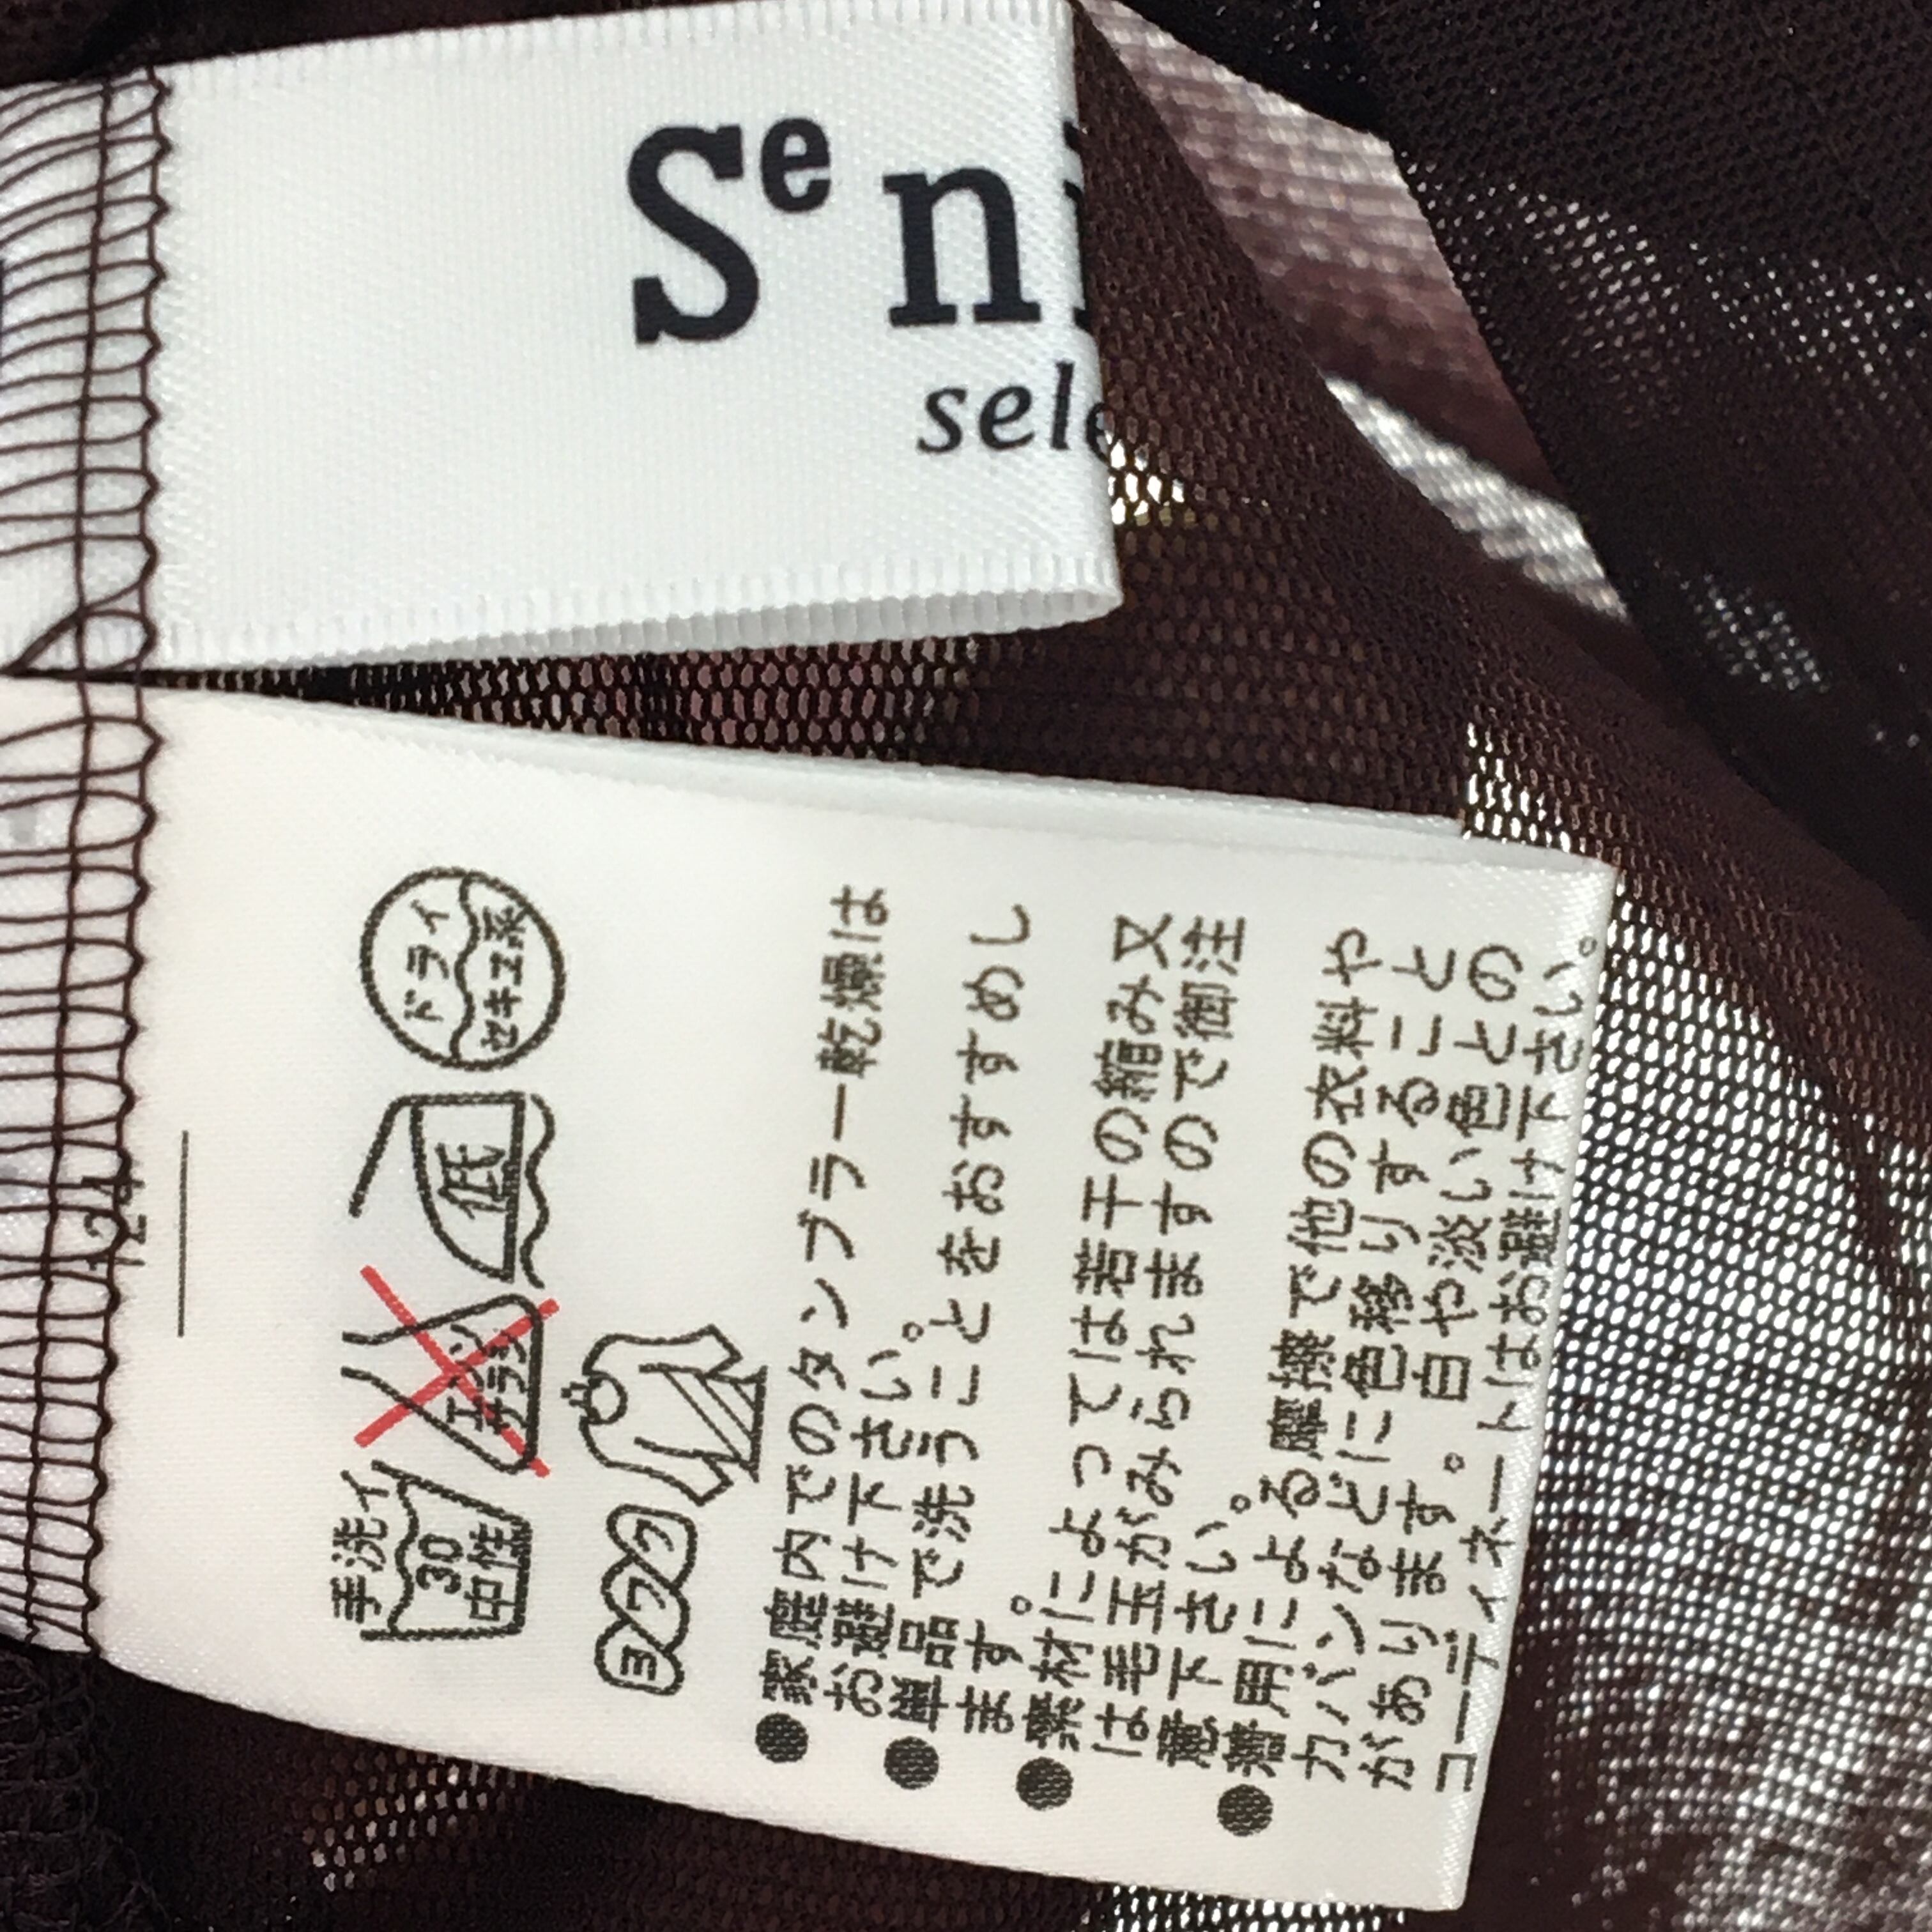 Se n
sel
手洗イ
30
中性
エンソ
サラシ
低
ドライ
セキユ系
ヨワク
●家庭内でのタンブラー乾燥は
お避け下さい。
●単品で洗うことをおすすめし
ます。
●素材によっては若干の縮み又
は毛玉がみられますので御注
意下さい。
●着用による摩擦で他の衣料や
カバンなどに色移りすること
があります。白や淡い色との
コーディネートはお避け下さい。